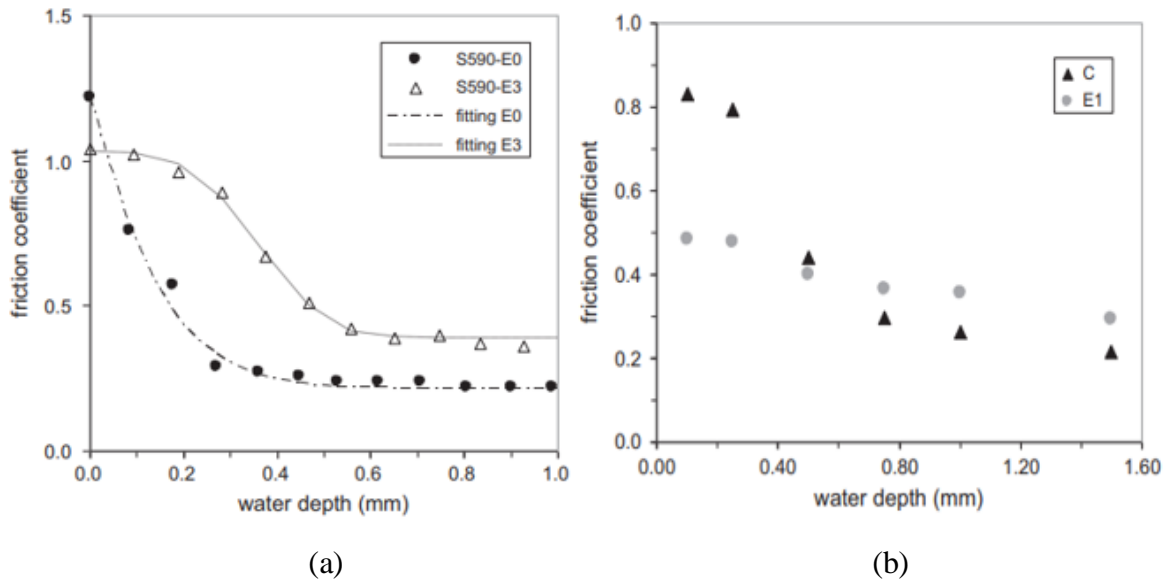 1.5
1.0
0.5
0.0
friction coefficient
0.0 0.2 0.4 0.6 0.8 1.0
water depth (mm)
S590-E0
S590-E3
fitting E0
fitting E3
(a)
1.0
0.8
0.6
0.4
0.2
0.0
friction coefficient
0.00 0.40 0.80 1.20 1.60
water depth (mm)
C
E1
(b)